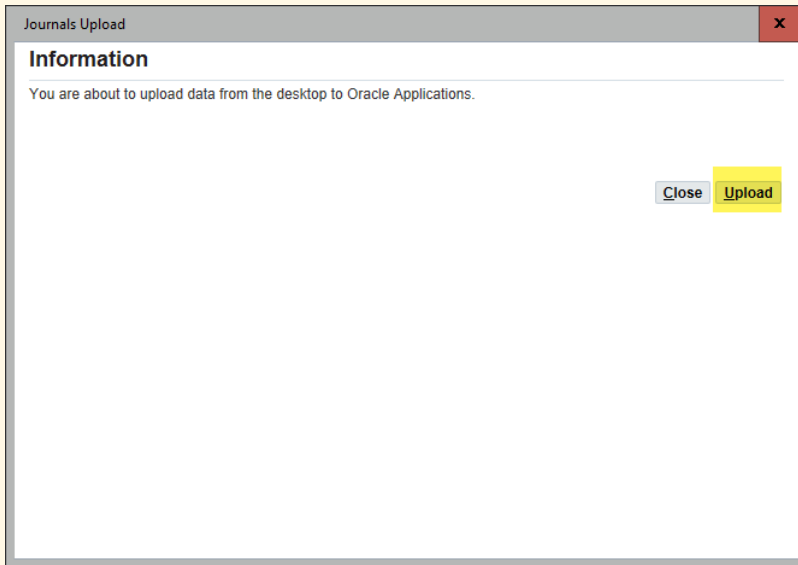 Journals Upload
x
Information
You are about to upload data from the desktop to Oracle Applications.
Close Upload